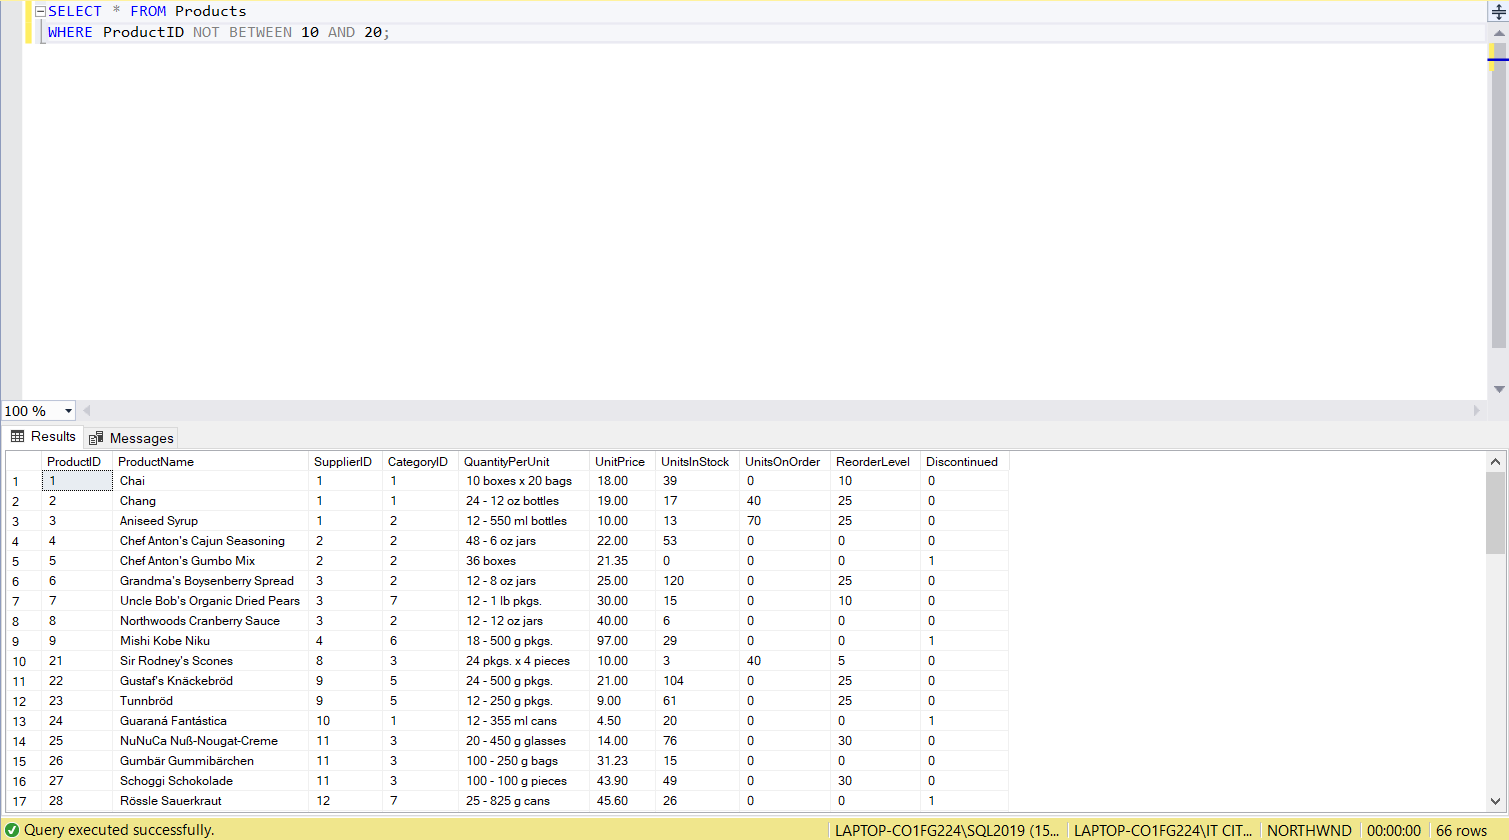 SELECT * FROM Products
WHERE ProductID NOT BETWEEN 10 AND 20;
100 %
Results Messages
ProductID ProductName SupplierID CategoryID QuantityPerUnit UnitPrice UnitsInStock UnitsOnOrder ReorderLevel Discontinued
1 1 Chai 1 1 10 boxes x 20 bags 18.00 39 0 10 0
2 2 Chang 1 1 24 - 12 oz bottles 19.00 17 40 25 0
3 3 Aniseed Syrup 1 2 12 - 550 ml bottles 10.00 13 70 25 0
4 4 Chef Anton's Cajun Seasoning 2 2 48 - 6 oz jars 22.00 53 0 0 0
5 5 Chef Anton's Gumbo Mix 2 2 36 boxes 21.35 0 0 0 1
6 6 Grandma's Boysenberry Spread 3 2 12 - 8 oz jars 25.00 120 0 25 0
7 7 Uncle Bob's Organic Dried Pears 3 7 12 - 1 lb pkgs. 30.00 15 0 10 0
8 8 Northwoods Cranberry Sauce 3 2 12 - 12 oz jars 40.00 6 0 0 0
9 9 Mishi Kobe Niku 4 6 18 - 500 g pkgs. 97.00 29 0 0 1
10 21 Sir Rodney's Scones 8 3 24 pkgs. x 4 pieces 10.00 3 40 5 0
11 22 Gustaf's Knäckebröd 9 5 24 - 500 g pkgs. 21.00 104 0 25 0
12 23 Tunnbröd 9 5 12 - 250 g pkgs. 9.00 61 0 25 0
13 24 Guaraná Fantástica 10 1 12 - 355 ml cans 4.50 20 0 0 1
14 25 NuNuCa Nuß-Nougat-Creme 11 3 20 - 450 g glasses 14.00 76 0 30 0
15 26 Gumbär Gummibärchen 11 3 100 - 250 g bags 31.23 15 0 0 0
16 27 Schoggi Schokolade 11 3 100 - 100 g pieces 43.90 49 0 30 0
17 28 Rössle Sauerkraut 12 7 25 - 825 g cans 45.60 26 0 0 1
Query executed successfully. LAPTOP-CO1FG224\SQL2019 (15... LAPTOP-CO1FG224\IT CIT... NORTHWND 00:00:00 66 rows